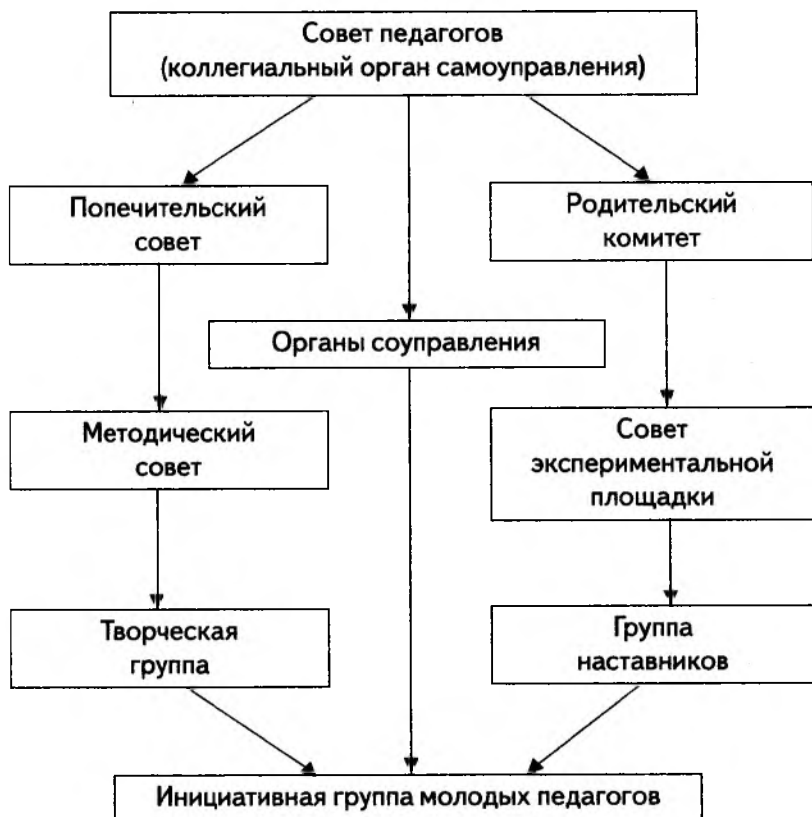 Совет педагогов
(коллегиальный орган самоуправления)
Попечительский
совет
Родительский
комитет
Органы соуправления
Методический
совет
Совет
экспериментальной
площадки
Творческая
группа
Группа
наставников
Инициативная группа молодых педагогов